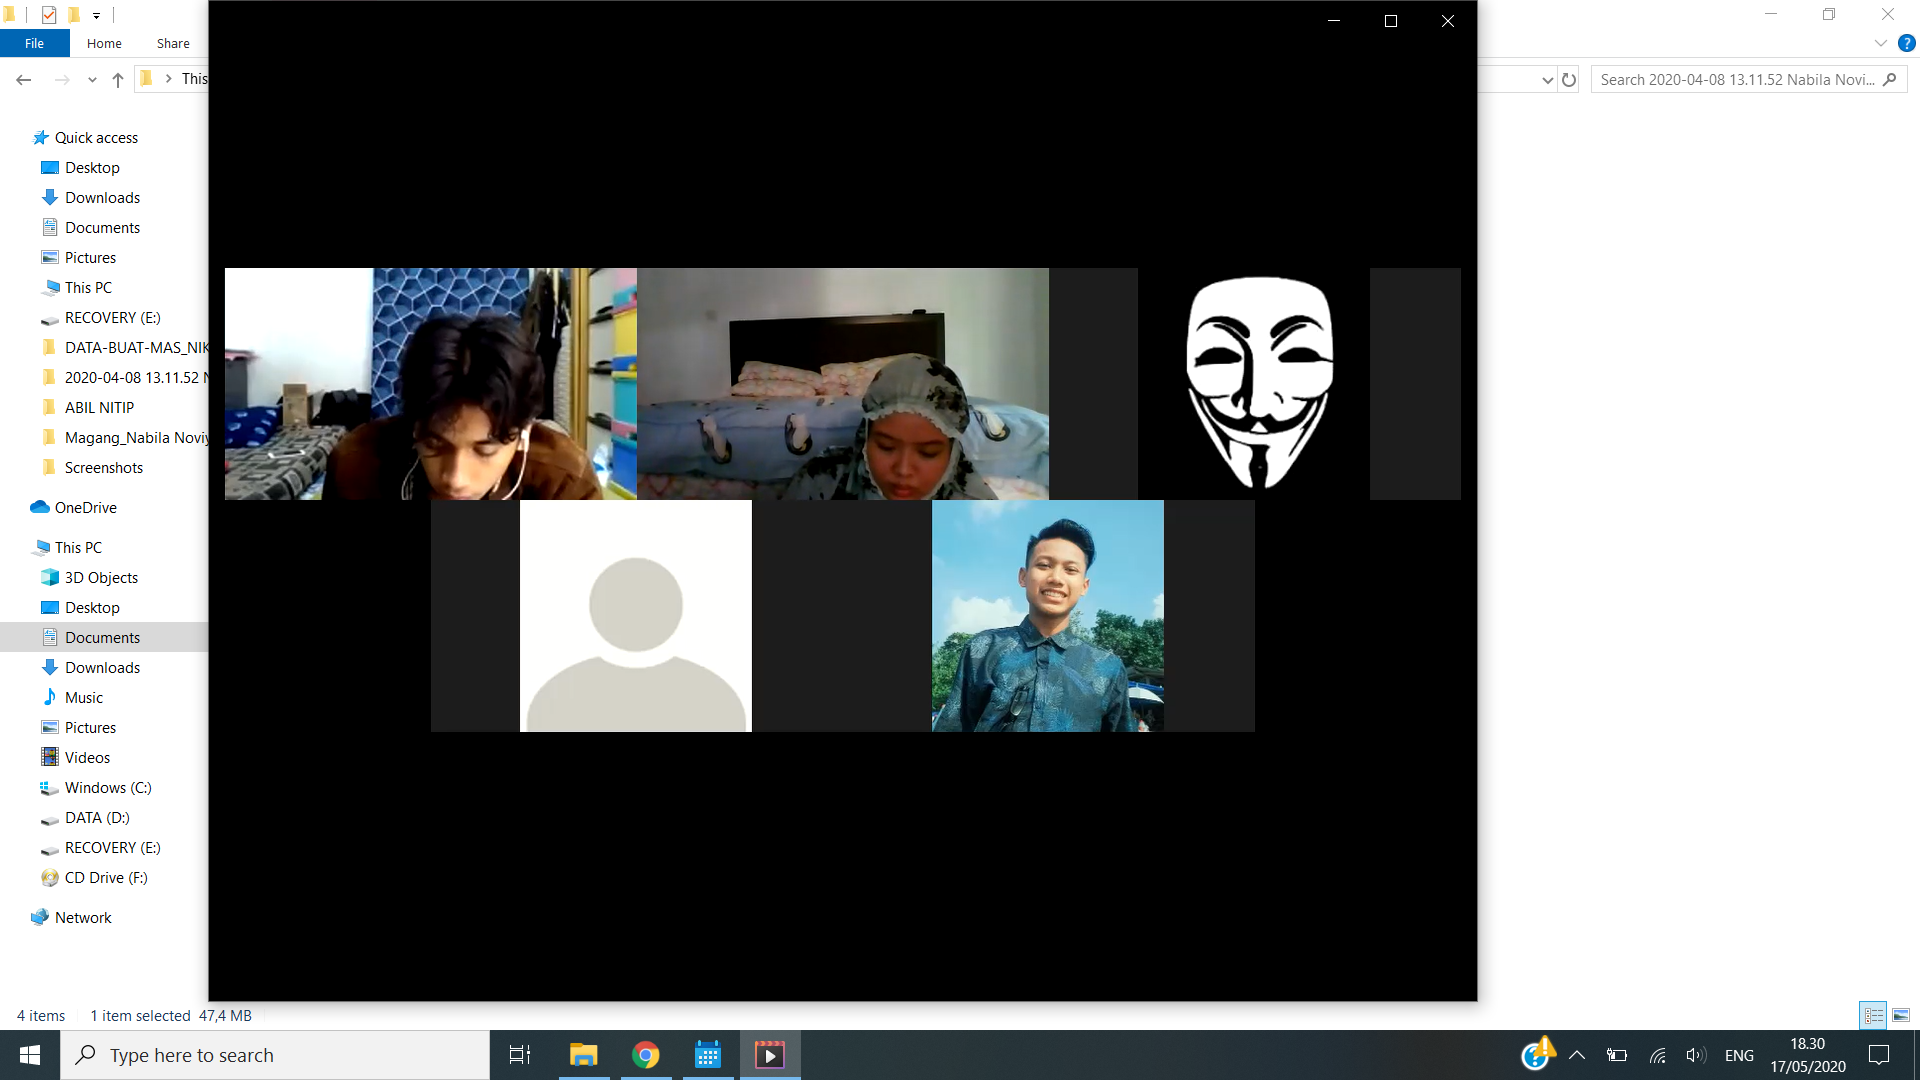 File
Home
Share
This
Search 2020-04-08 13.11.52 Nabila Novi...
Quick access
Desktop
Downloads
Documents
Pictures
This PC
RECOVERY (E:)
DATA-BUAT-MAS_NIK
2020-04-08 13.11.52 N
ABIL NITIP
Magang_Nabila Noviy
Screenshots
OneDrive
This PC
3D Objects
Desktop
Documents
Downloads
Music
Pictures
Videos
Windows (C:)
DATA (D:)
RECOVERY (E:)
CD Drive (F:)
Network
4 items
1 item selected 47,4 MB
Type here to search
ENG
18.30
17/05/2020